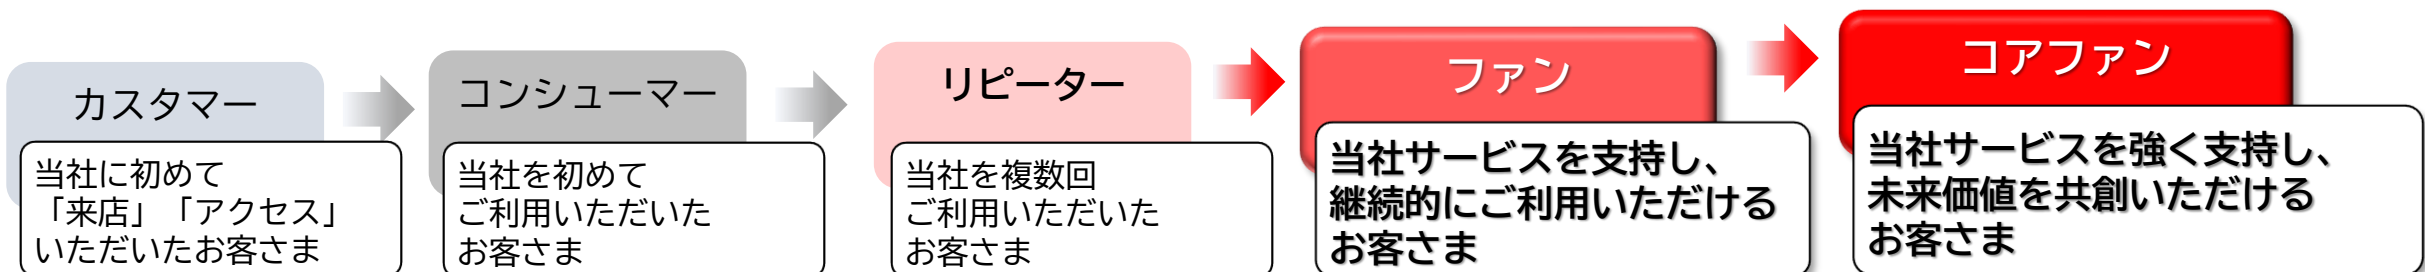 カスタマー
当社に初めて
「来店」「アクセス」
いただいたお客さま
コンシューマー
当社を初めて
ご利用いただいた
お客さま
リピーター
当社を複数回
ご利用いただいた
お客さま
ファン
当社サービスを支持し、
継続的にご利用いただける
お客さま
コアファン
当社サービスを強く支持し、
未来価値を共創いただける
お客さま